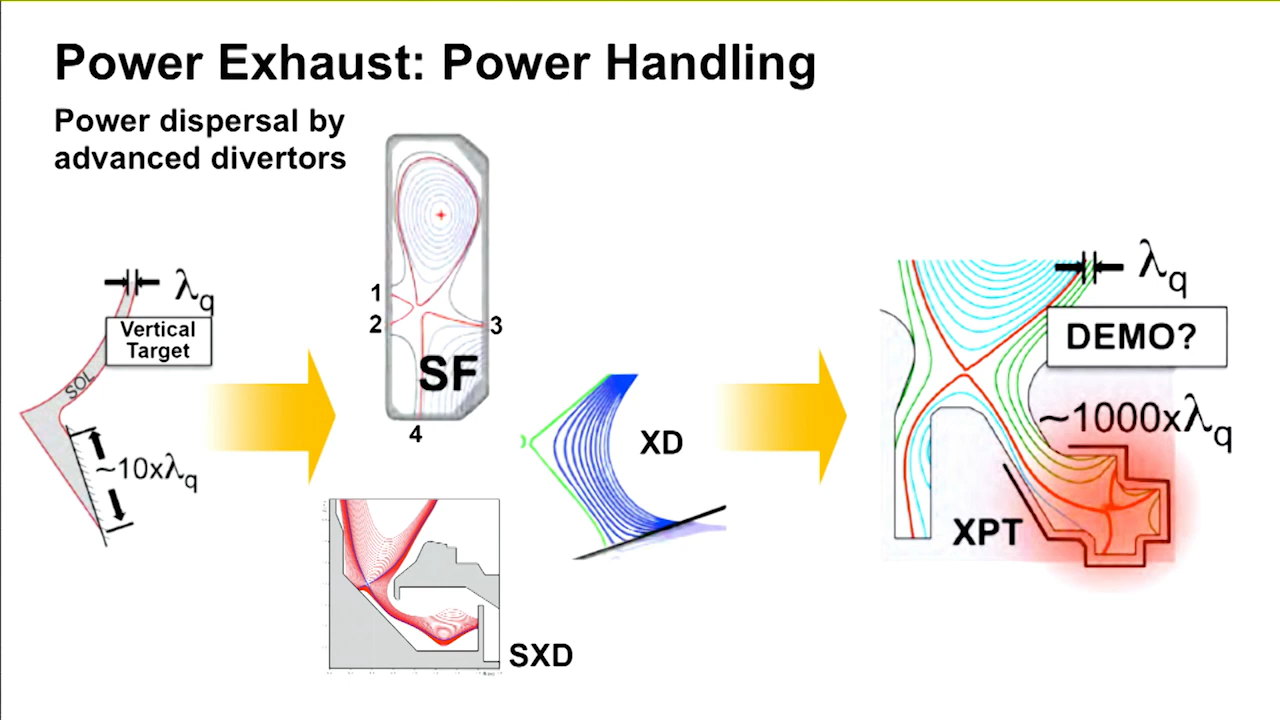 Power Exhaust: Power Handling
Power dispersal by
advanced divertors
λq
Vertical
Target
SOL
~10xλq
1
2
3
SF
4
XD
SXD
λq
DEMO?
~1000xλq
XPT